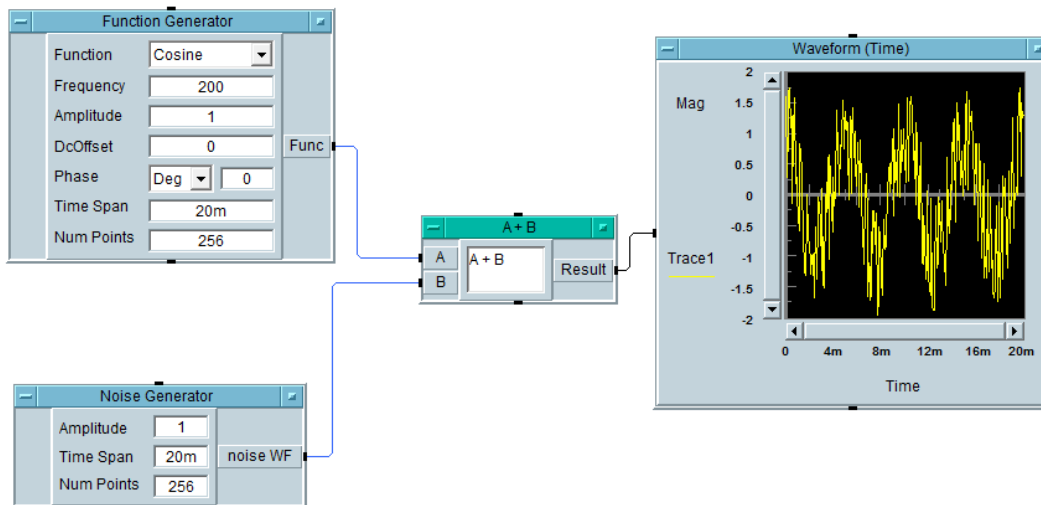 Function Generator
Function Cosine
Frequency 200
Amplitude 1
DcOffset 0
Phase Deg 0
Time Span 20m
Num Points 256
Func
Noise Generator
Amplitude 1
Time Span 20m
Num Points 256
noise WF
A + B
A
B
A + B
Result
Waveform (Time)
Mag
Trace1
2
1.5
1
0.5
0
-0.5
-1
-1.5
-2
0 4m 8m 12m 16m 20m
Time